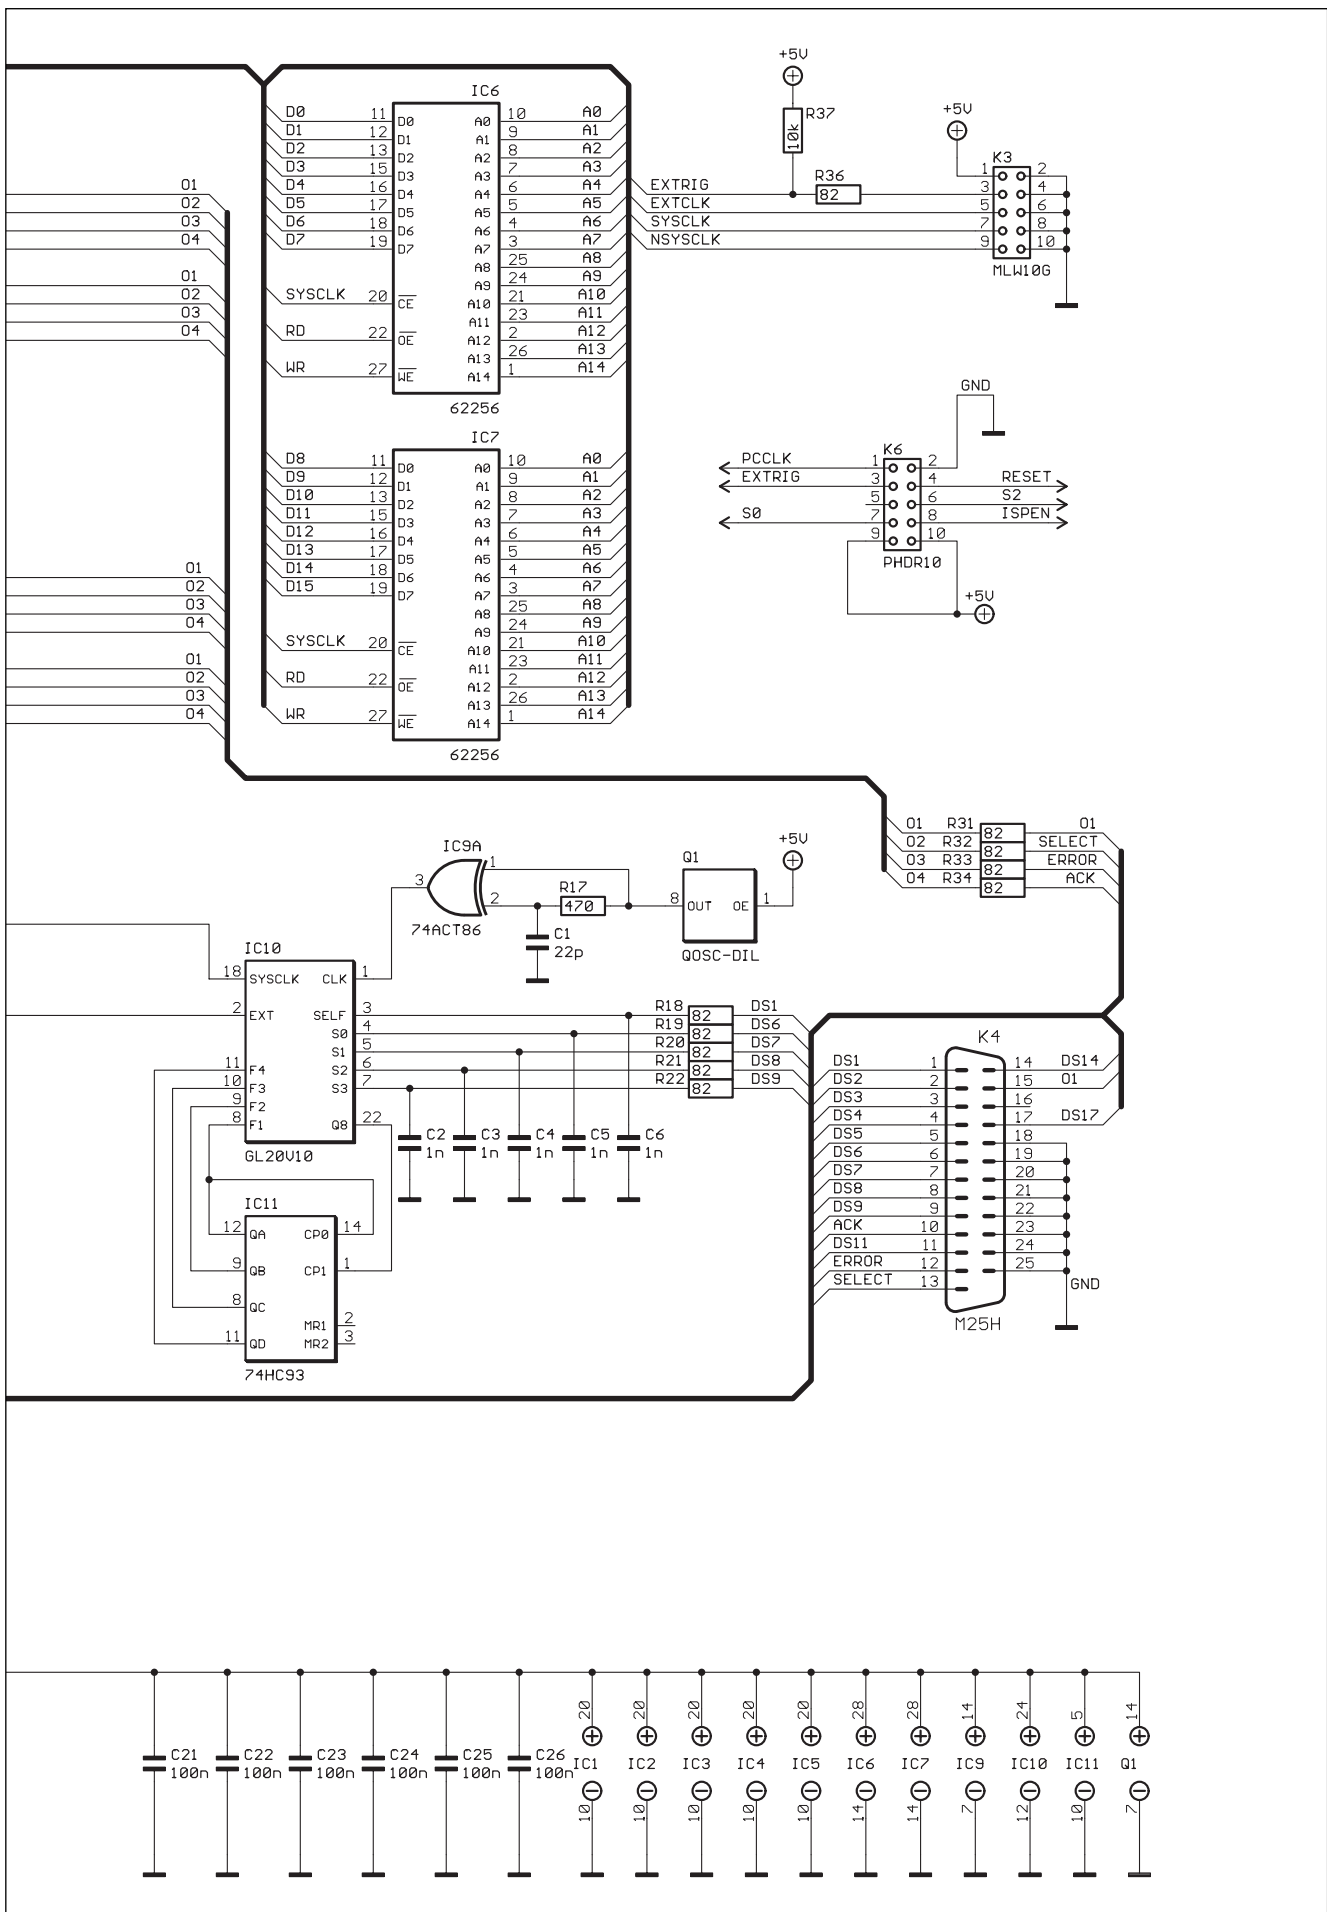 +5V
R37
10k
+5V
IC6
D0 11 D0 A0 10 A0
D1 12 D1 A1 9 A1
D2 13 D2 A2 8 A2
D3 15 D3 A3 7 A3
D4 16 D4 A4 6 A4
D5 17 D5 A5 5 A5
D6 18 D6 A6 4 A6
D7 19 D7 A7 3 A7
A8 25 A8
A9 24 A9
SYSCLK 20 CE A10 21 A10
A11 23 A11
RD 22 OE A12 2 A12
A13 26 A13
WR 27 WE A14 1 A14
62256
O1
O2
O3
O4
O1
O2
O3
O4
R36
82
K3
EXTRIG
EXTCLK
SYSCLK
NSYSCLK
1 2
3 4
5 6
7 8
9 10
MLW10G
GND
K6
PCCLK 1 2
EXTRIG 3 4 RESET
5 6 S2
S0 7 8 ISPEN
9 10
PHDR10
+5V
IC7
D8 11 D0 A0 10 A0
D9 12 D1 A1 9 A1
D10 13 D2 A2 8 A2
D11 15 D3 A3 7 A3
D12 16 D4 A4 6 A4
D13 17 D5 A5 5 A5
D14 18 D6 A6 4 A6
D15 19 D7 A7 3 A7
A8 25 A8
A9 24 A9
SYSCLK 20 CE A10 21 A10
A11 23 A11
RD 22 OE A12 2 A12
A13 26 A13
WR 27 WE A14 1 A14
62256
O1
O2
O3
O4
O1
O2
O3
O4
O1 R31 82 O1
O2 R32 82 SELECT
O3 R33 82 ERROR
O4 R34 82 ACK
IC9A
3 1
2
74ACT86
R17
470
C1
22p
Q1
8 OUT OE 1
QOSC-DIL
+5V
IC10
18 SYSCLK CLK 1
2 EXT SELF 3
S0 4
S1 5
11 F4 S2 6
10 F3 S3 7
9 F2
8 F1 Q8 22
GL20V10
R18 82 DS1
R19 82 DS6
R20 82 DS7
R21 82 DS8
R22 82 DS9
C2 1n
C3 1n
C4 1n
C5 1n
C6 1n
IC11
12 QA CP0 14
9 QB CP1 1
8 QC
MR1 2
11 QD MR2 3
74HC93
K4
DS1 1 14 DS14
DS2 2 15 O1
DS3 3 16
DS4 4 17 DS17
DS5 5 18
DS6 6 19
DS7 7 20
DS8 8 21
DS9 9 22
ACK 10 23
DS11 11 24
ERROR 12 25
SELECT 13
GND
M25H
20 20 20 20 20 28 28 14 24 5 14
C21 C22 C23 C24 C25 C26
100n 100n 100n 100n 100n 100n
IC1 IC2 IC3 IC4 IC5 IC6 IC7 IC9 IC10 IC11 Q1
10 10 10 10 10 14 14 7 12 10 7